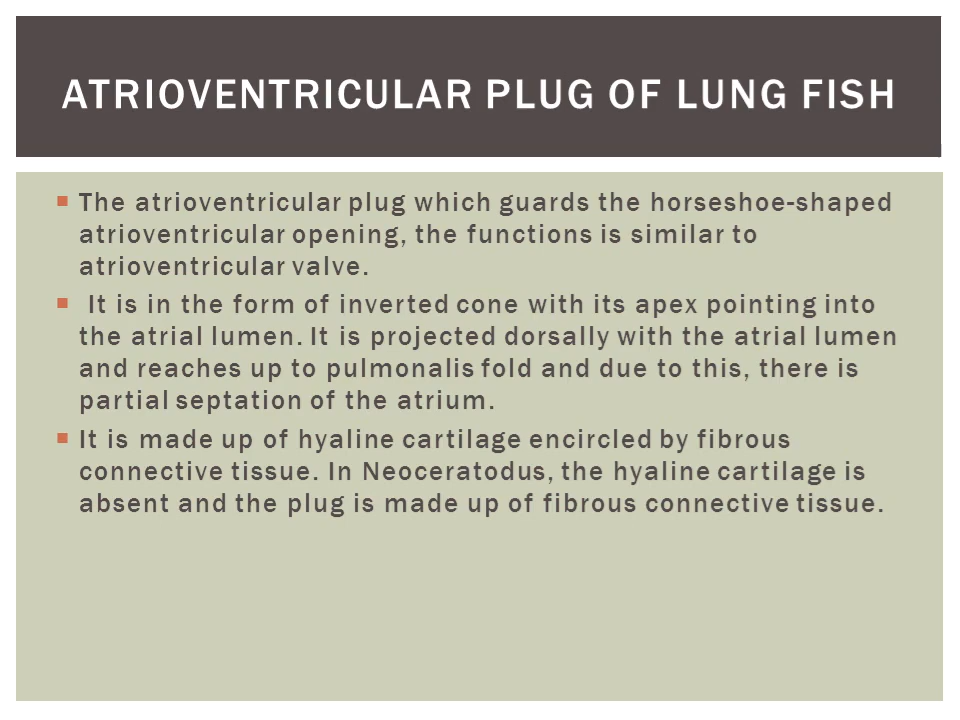 ATRIOVENTRICULAR PLUG OF LUNG FISH
The atrioventricular plug which guards the horseshoe-shaped
atrioventricular opening, the functions is similar to
atrioventricular valve.
It is in the form of inverted cone with its apex pointing into
the atrial lumen. It is projected dorsally with the atrial lumen
and reaches up to pulmonalis fold and due to this, there is
partial septation of the atrium.
It is made up of hyaline cartilage encircled by fibrous
connective tissue. In Neoceratodus, the hyaline cartilage is
absent and the plug is made up of fibrous connective tissue.